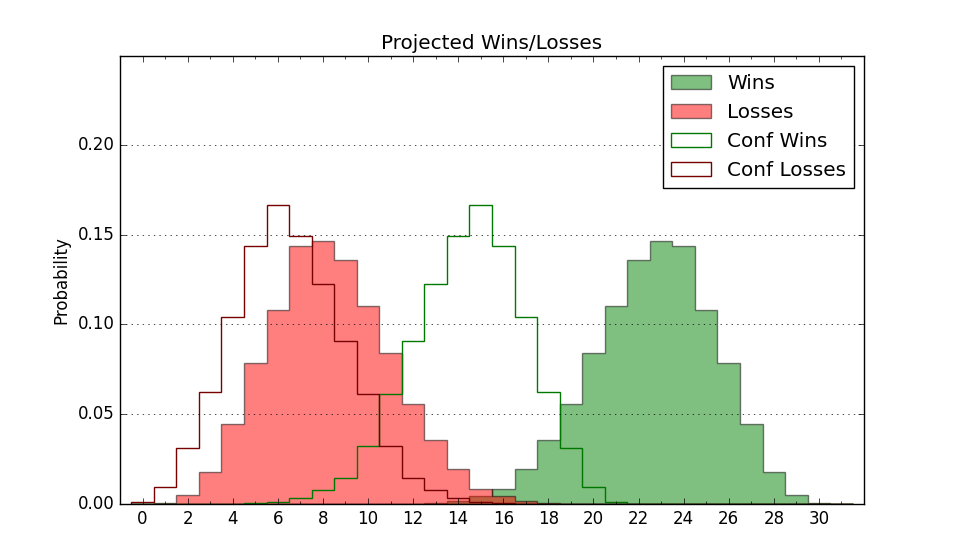 Projected Wins/Losses
Wins
Losses
Conf Wins
Conf Losses
Probability
0.20
0.15
0.10
0.05
0.00
0 2 4 6 8 10 12 14 16 18 20 22 24 26 28 30